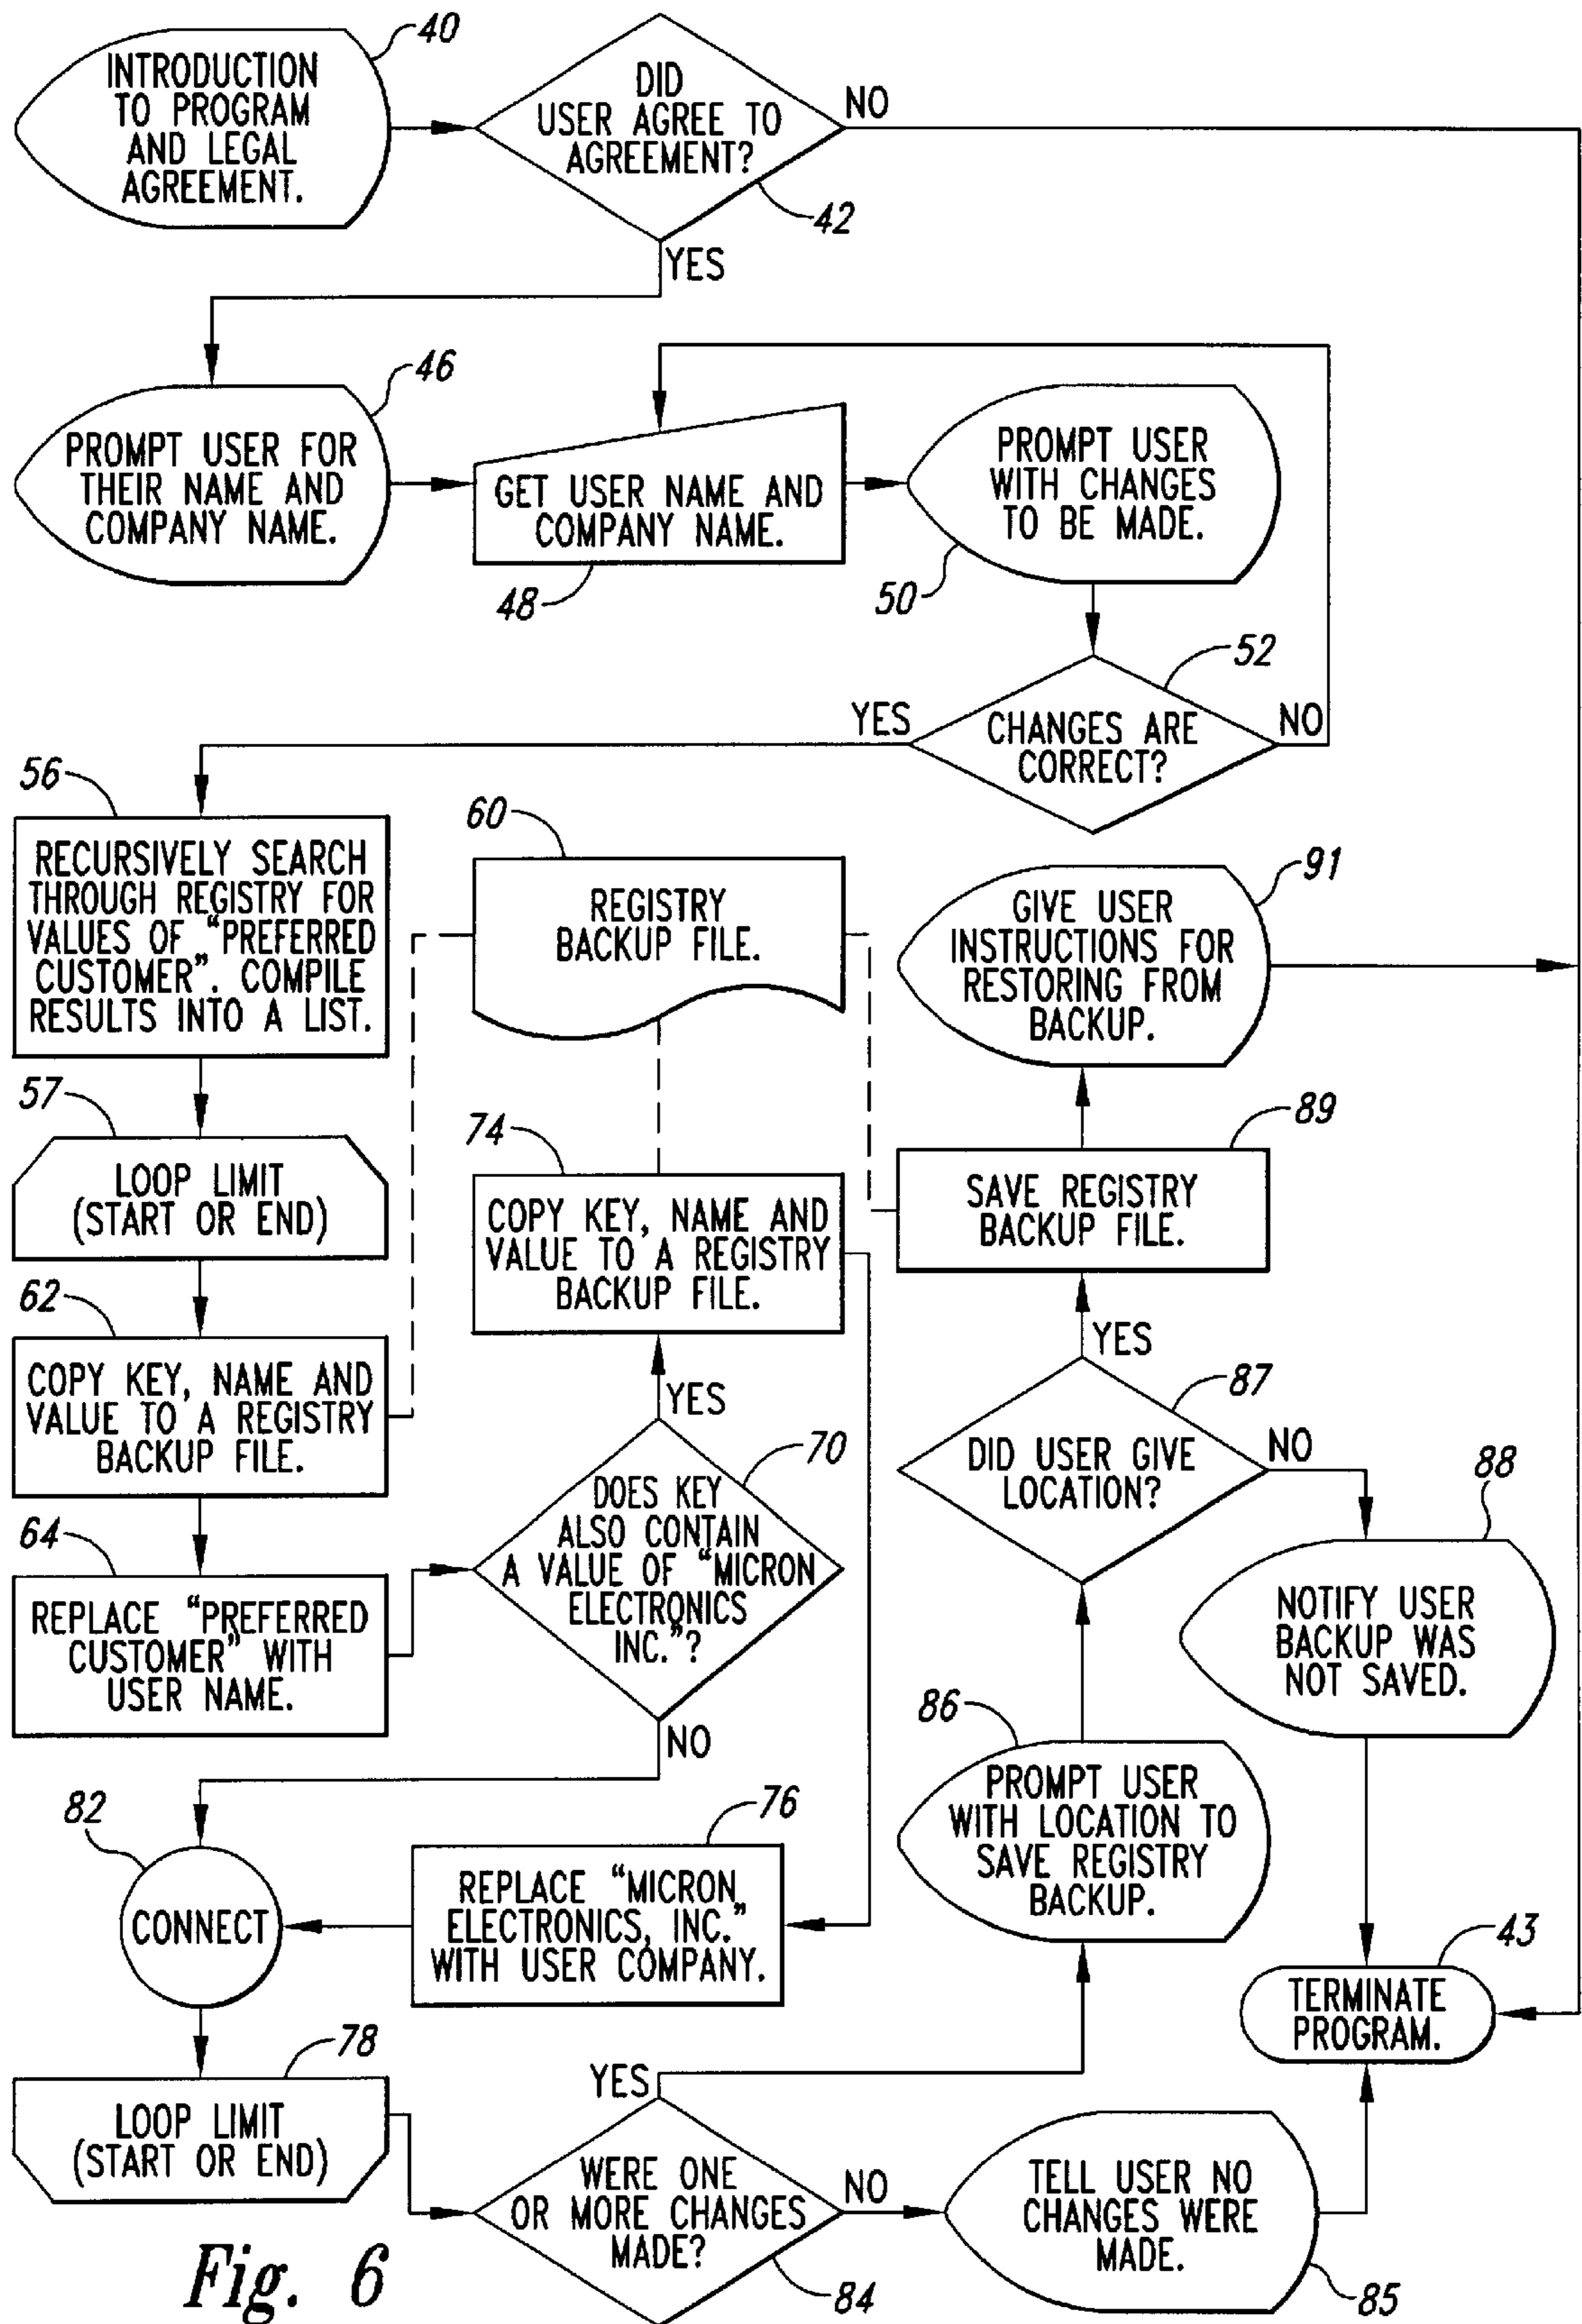 40
INTRODUCTION
TO PROGRAM
AND LEGAL
AGREEMENT.
DID
USER AGREE TO
AGREEMENT?
NO
42
YES
46
PROMPT USER FOR
THEIR NAME AND
COMPANY NAME.
GET USER NAME AND
COMPANY NAME.
48
PROMPT USER
WITH CHANGES
TO BE MADE.
50
52
YES
CHANGES ARE
CORRECT?
NO
56
RECURSIVELY SEARCH
THROUGH REGISTRY FOR
VALUES OF "PREFERRED
CUSTOMER". COMPILE
RESULTS INTO A LIST.
60
REGISTRY
BACKUP FILE.
91
GIVE USER
INSTRUCTIONS FOR
RESTORING FROM
BACKUP.
57
LOOP LIMIT
(START OR END)
74
COPY KEY, NAME AND
VALUE TO A REGISTRY
BACKUP FILE.
89
SAVE REGISTRY
BACKUP FILE.
62
COPY KEY, NAME AND
VALUE TO A REGISTRY
BACKUP FILE.
YES
YES
87
DID USER GIVE
LOCATION?
NO
70
DOES KEY
ALSO CONTAIN
A VALUE OF "MICRON
ELECTRONICS
INC."?
88
NOTIFY USER
BACKUP WAS
NOT SAVED.
64
REPLACE "PREFERRED
CUSTOMER" WITH
USER NAME.
NO
86
PROMPT USER
WITH LOCATION TO
SAVE REGISTRY
BACKUP.
82
CONNECT
76
REPLACE "MICRON
ELECTRONICS, INC."
WITH USER COMPANY.
43
TERMINATE
PROGRAM.
78
LOOP LIMIT
(START OR END)
YES
WERE ONE
OR MORE CHANGES
MADE?
NO
84
TELL USER NO
CHANGES WERE
MADE.
85
Fig. 6